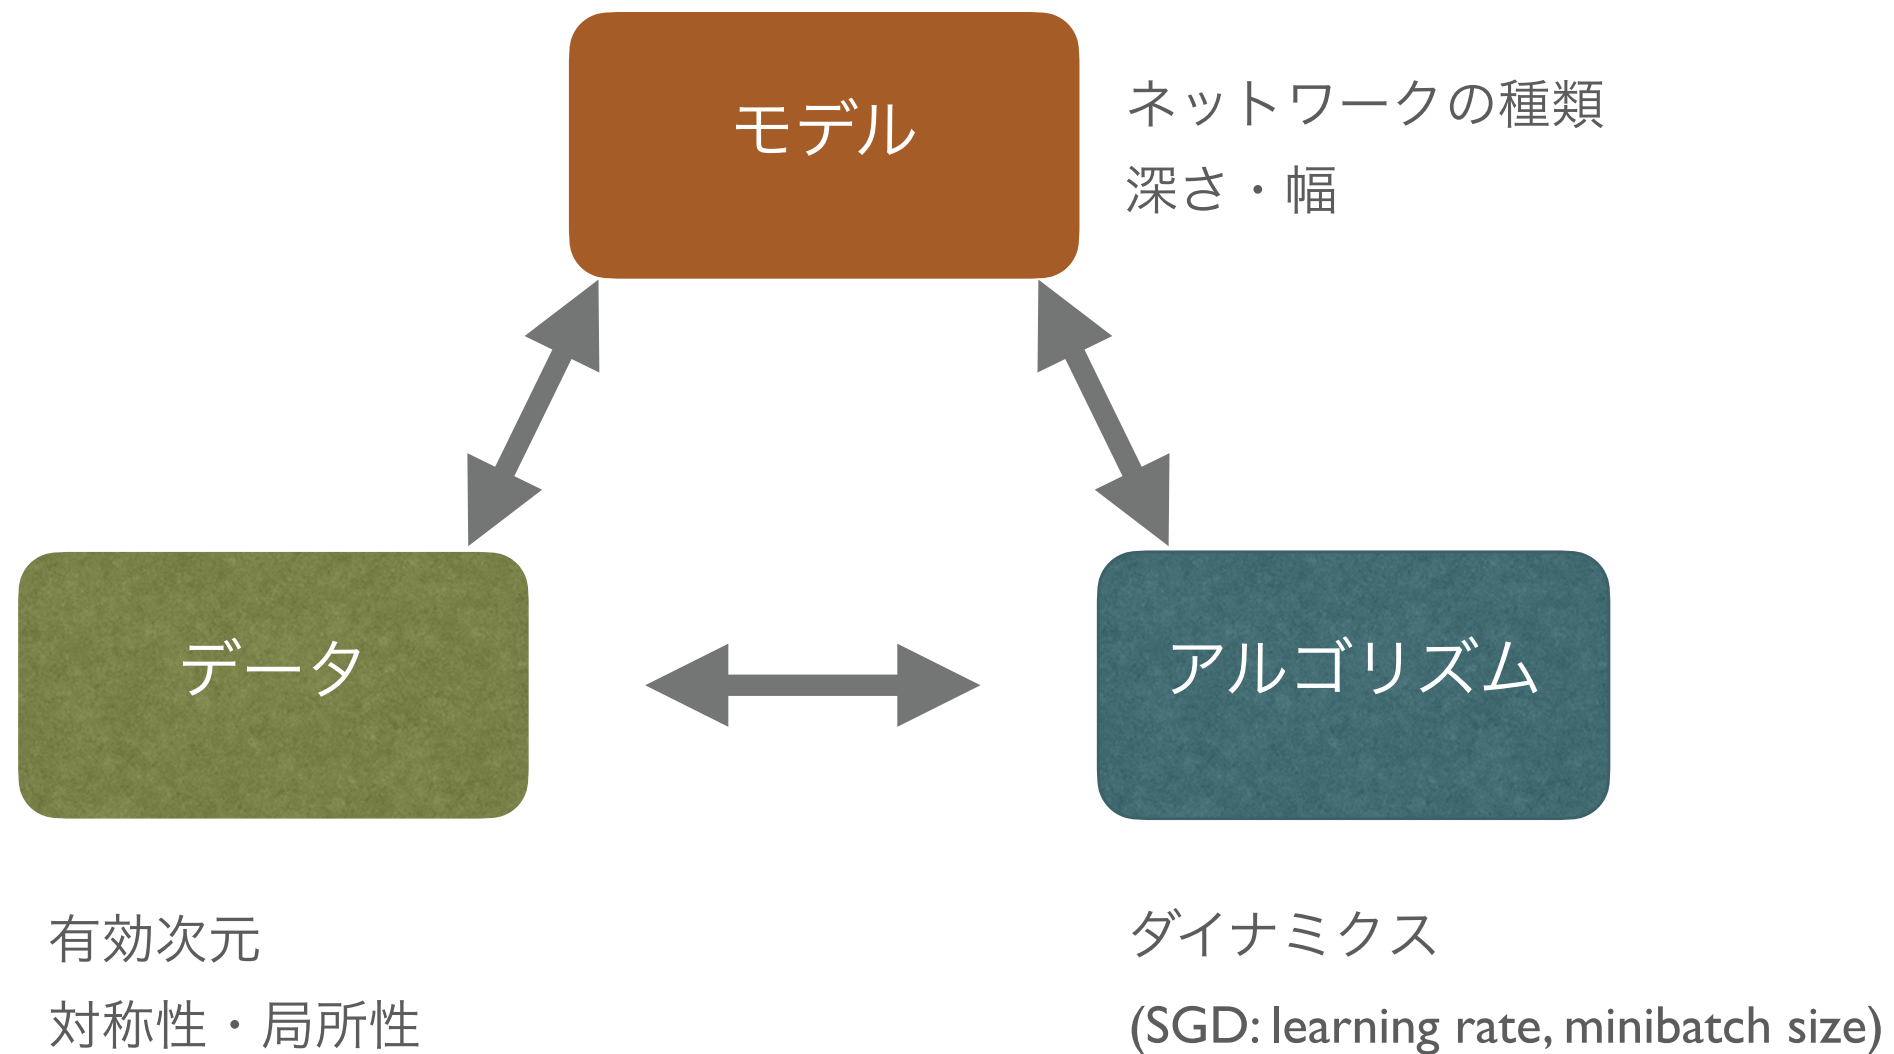 モデル
ネットワークの種類
深さ・幅
データ
アルゴリズム
有効次元
対称性・局所性
ダイナミクス
(SGD: learning rate, minibatch size)